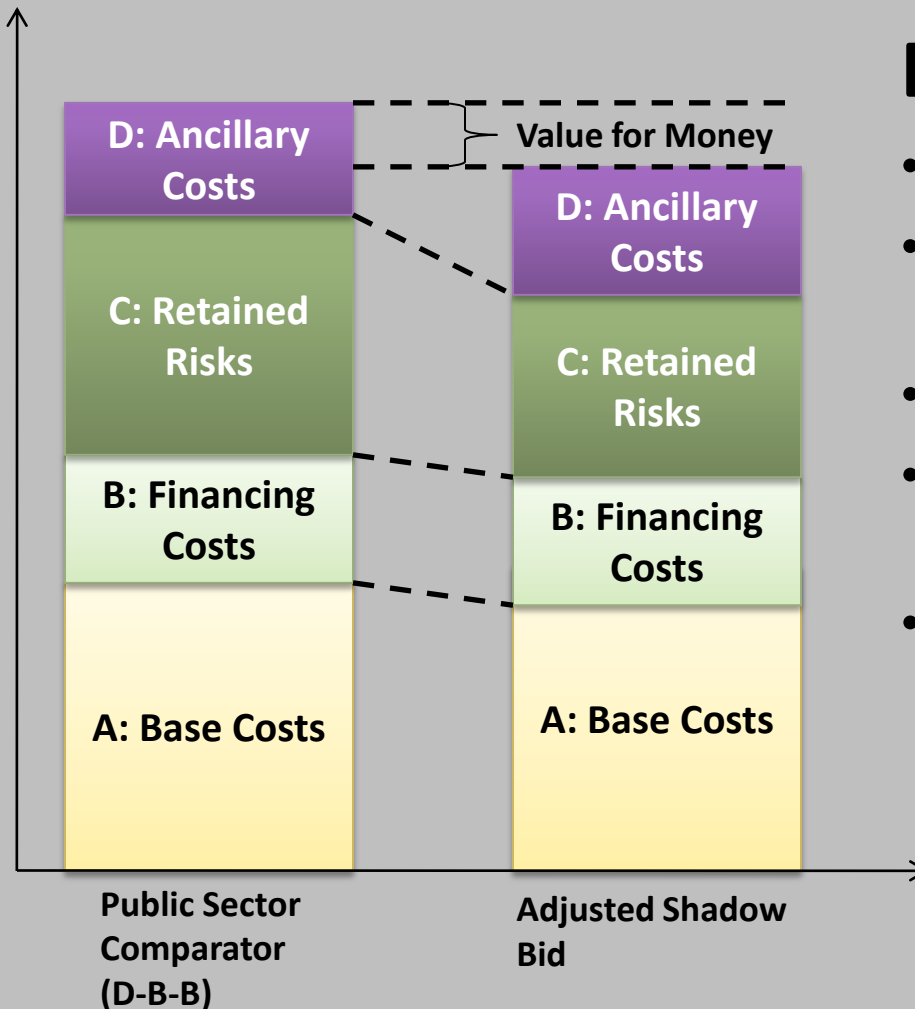 D: Ancillary
Costs
C: Retained
Risks
B: Financing
Costs
A: Base Costs
Public Sector
Comparator
(D-B-B)
Value for Money
D: Ancillary
Costs
C: Retained
Risks
B: Financing
Costs
A: Base Costs
Adjusted Shadow
Bid